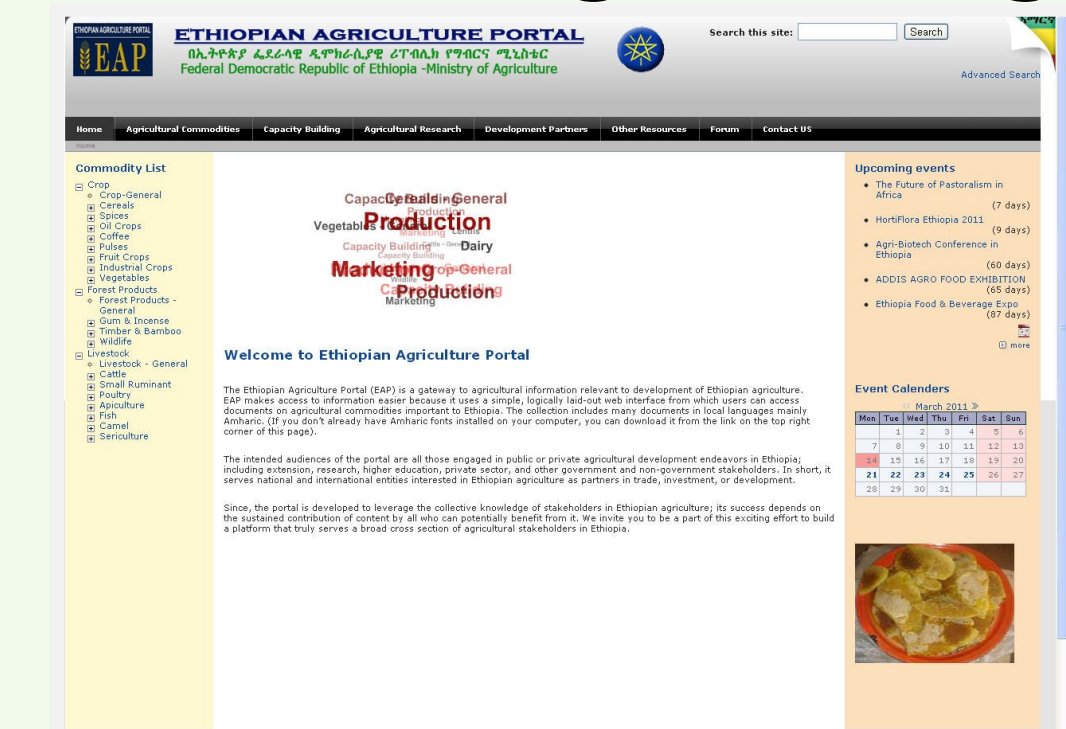 ETHIOPIAN AGRICULTURE PORTAL
EAP
ETHIOPIAN AGRICULTURE PORTAL
በኢትዮጵያ ፌደራላዊ ዲሞክራሲያዊ ሪፐብሊክ የግብርና ሚኒስቴር
Federal Democratic Republic of Ethiopia -Ministry of Agriculture
Search this site:
Search
አማርኛ
Advanced Search
Home Agricultural Commodities Capacity Building Agricultural Research Development Partners Other Resources Forum Contact US
Home
Commodity List
Crop
Crop-General
Cereals
Spices
Oil Crops
Coffee
Pulses
Fruit Crops
Industrial Crops
Vegetables
Forest Products
Forest Products -
General
Gum & Incense
Timber & Bamboo
Wildlife
Livestock
Livestock - General
Cattle
Small Ruminant
Poultry
Apiculture
Fish
Camel
Sericulture
Production
Production
Marketing Lentils
Dairy
Capacity Building
Capacity Building
Marketing
Wildlife
Production
Marketing
Welcome to Ethiopian Agriculture Portal
The Ethiopian Agriculture Portal (EAP) is a gateway to agricultural information relevant to development of Ethiopian agriculture.
EAP makes access to information easier because it uses a simple, logically laid-out web interface from which users can access
documents on agricultural commodities important to Ethiopia. The collection includes many documents in local languages mainly
Amharic. (If you don't already have Amharic fonts installed on your computer, you can download it from the link on the top right
corner of this page).
The intended audiences of the portal are all those engaged in public or private agricultural development endeavors in Ethiopia;
including extension, research, higher education, private sector, and other government and non-government stakeholders. In short, it
serves national and international entities interested in Ethiopian agriculture as partners in trade, investment, or development.
Since, the portal is developed to leverage the collective knowledge of stakeholders in Ethiopian agriculture; its success depends on
the sustained contribution of content by all who can potentially benefit from it. We invite you to be a part of this exciting effort to build
a platform that truly serves a broad cross section of agricultural stakeholders in Ethiopia.
Upcoming events
The Future of Pastoralism in
Africa
(7 days)
HortiFlora Ethiopia 2011
(9 days)
Agri-Biotech Conference in
Ethiopia
(60 days)
ADDIS AGRO FOOD EXHIBITION
(65 days)
Ethiopia Food & Beverage Expo
(87 days)
more
Event Calenders
« March 2011 »
Mon Tue Wed Thu Fri Sat Sun
1 2 3 4 5 6
7 8 9 10 11 12 13
14 15 16 17 18 19 20
21 22 23 24 25 26 27
28 29 30 31